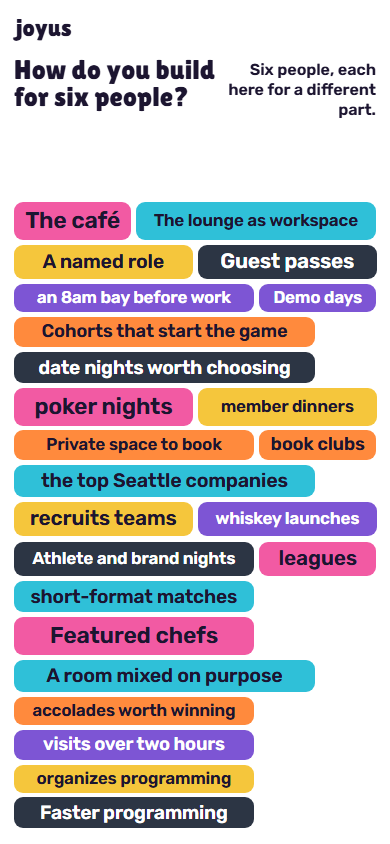 joyus
How do you build
for six people?
Six people, each
here for a different
part.
The café
The lounge as workspace
A named role
Guest passes
an 8am bay before work
Demo days
Cohorts that start the game
date nights worth choosing
poker nights
member dinners
Private space to book
book clubs
the top Seattle companies
recruits teams
whiskey launches
Athlete and brand nights
leagues
short-format matches
Featured chefs
A room mixed on purpose
accolades worth winning
visits over two hours
organizes programming
Faster programming